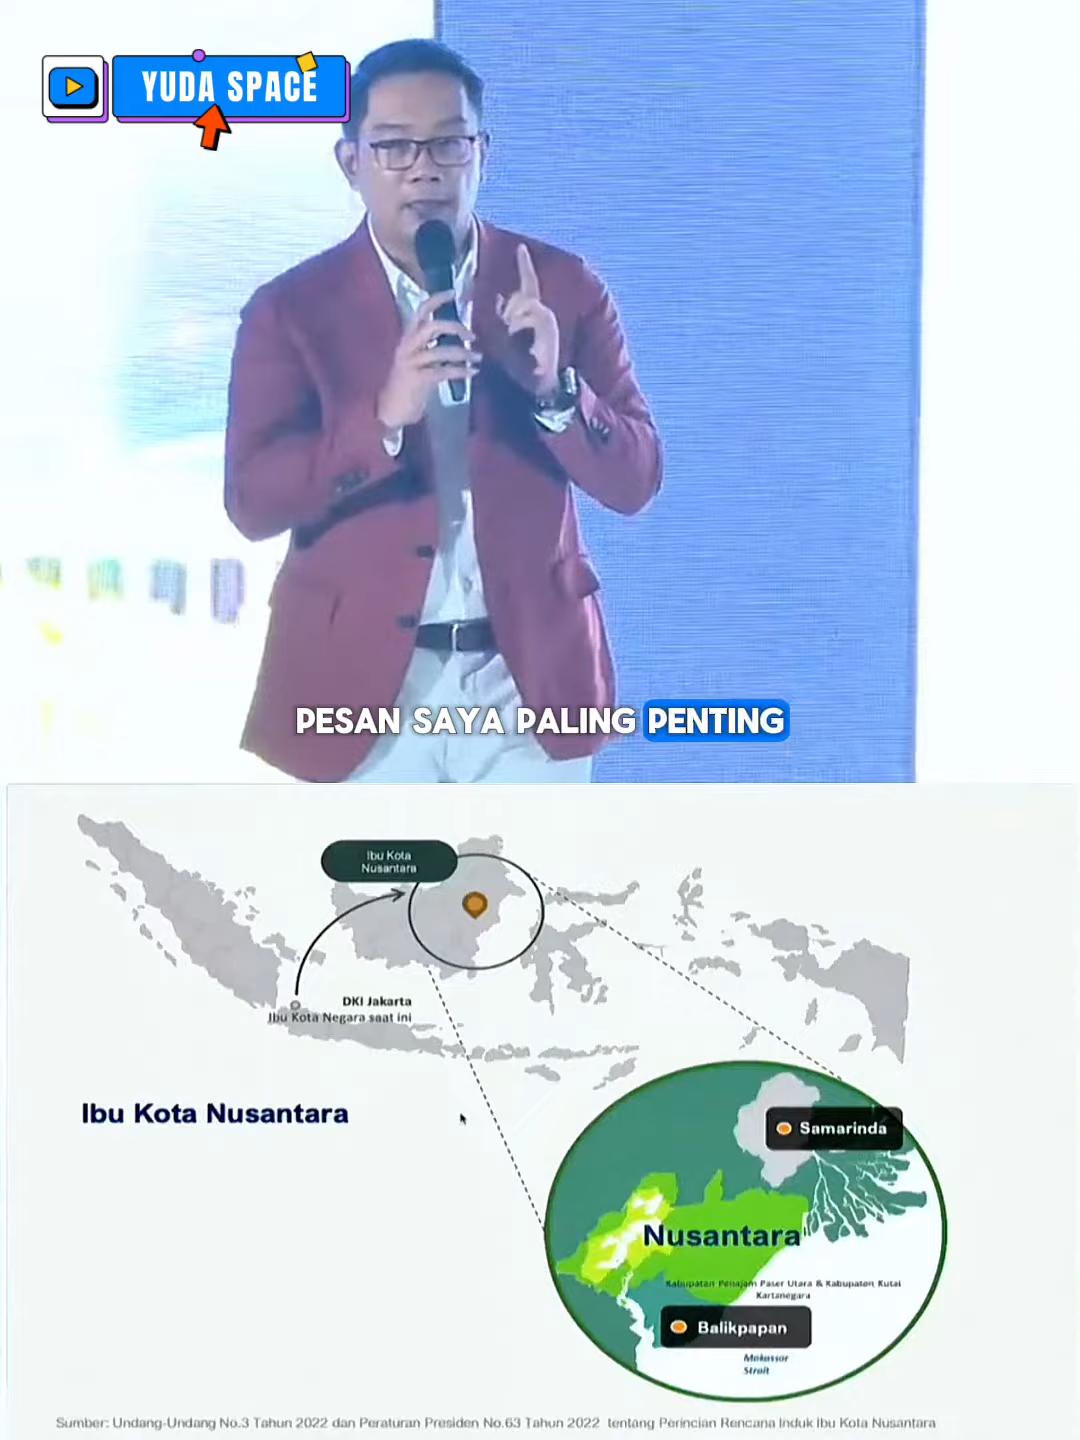 YUDA SPACE
PESAN SAYA PALING PENTING
Ibu Kota
Nusantara
DKI Jakarta
Ibu Kota Negara saat ini
Ibu Kota Nusantara
Samarinda
Nusantara
Kabupaten Penajam Paser Utara & Kabupaten Kutai
Kartanegara
Balikpapan
Makassar
Strait
Sumber: Undang-Undang No.3 Tahun 2022 dan Peraturan Presiden No.63 Tahun 2022 tentang Perincian Rencana Induk Ibu Kota Nusantara